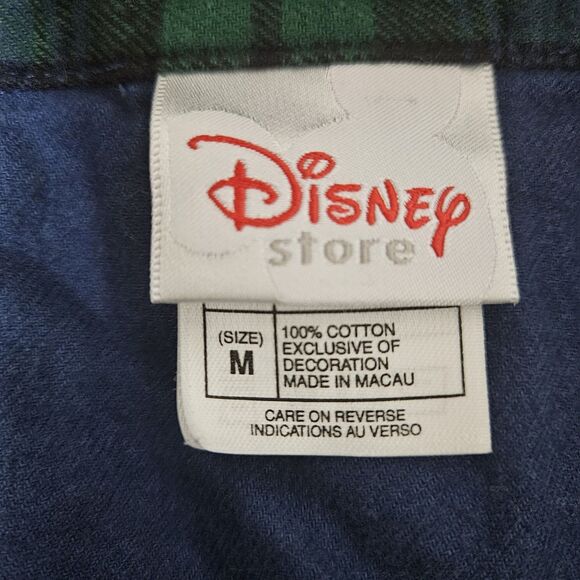 DISNEY
store
(SIZE)
M
100% COTTON
EXCLUSIVE OF
DECORATION
MADE IN MACAU
CARE ON REVERSE
INDICATIONS AU VERSO